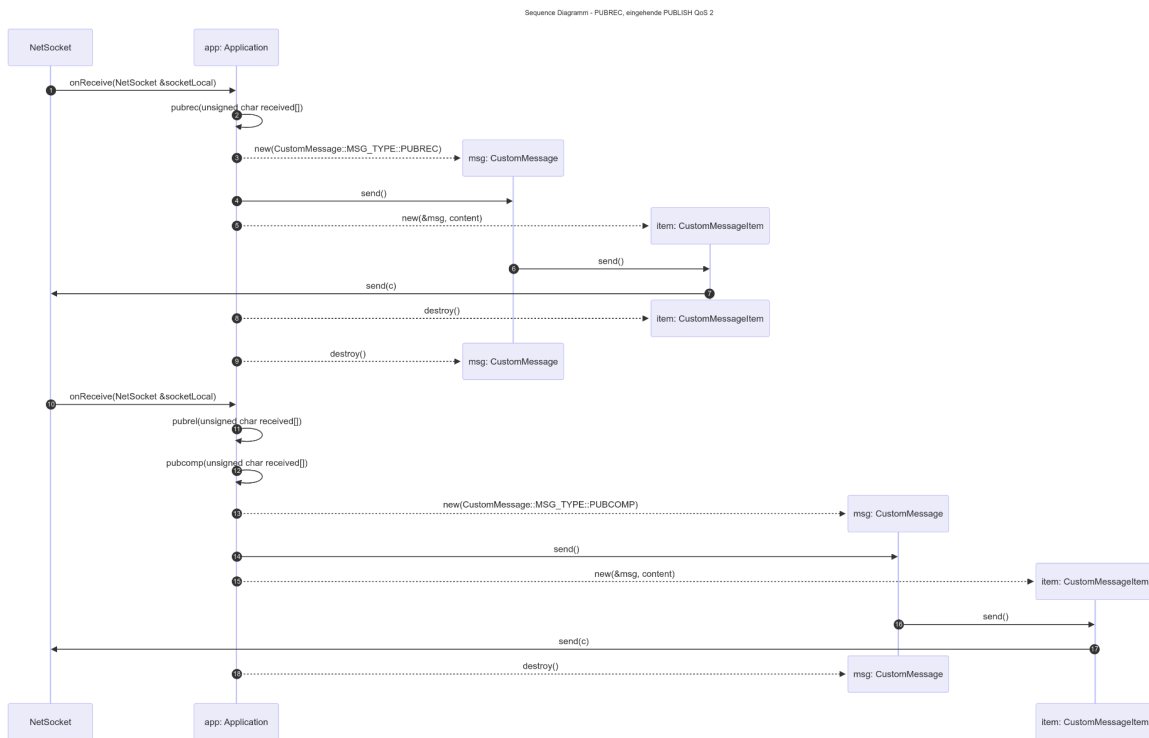 Sequence Diagramm - PUBREC, eingehende PUBLISH QoS 2
NetSocket
app: Application
1
onReceive(NetSocket &socketLocal)
pubrec(unsigned char received[])
2
new(CustomMessage::MSG_TYPE::PUBREC)
3
msg: CustomMessage
send()
4
new(&msg, content)
5
item: CustomMessageItem
send()
6
send(c)
7
destroy()
8
item: CustomMessageItem
destroy()
9
msg: CustomMessage
onReceive(NetSocket &socketLocal)
10
pubrel(unsigned char received[])
11
pubcomp(unsigned char received[])
12
new(CustomMessage::MSG_TYPE::PUBCOMP)
13
msg: CustomMessage
send()
14
new(&msg, content)
15
item: CustomMessageItem
send()
16
send(c)
17
destroy()
18
msg: CustomMessage
NetSocket
app: Application
item: CustomMessageItem